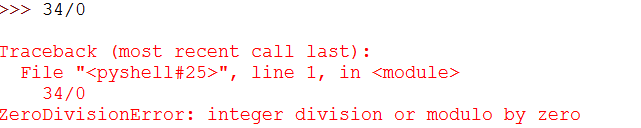 >>> 34/0
Traceback (most recent call last):
  File "<pyshell#25>", line 1, in <module>
    34/0
ZeroDivisionError: integer division or modulo by zero